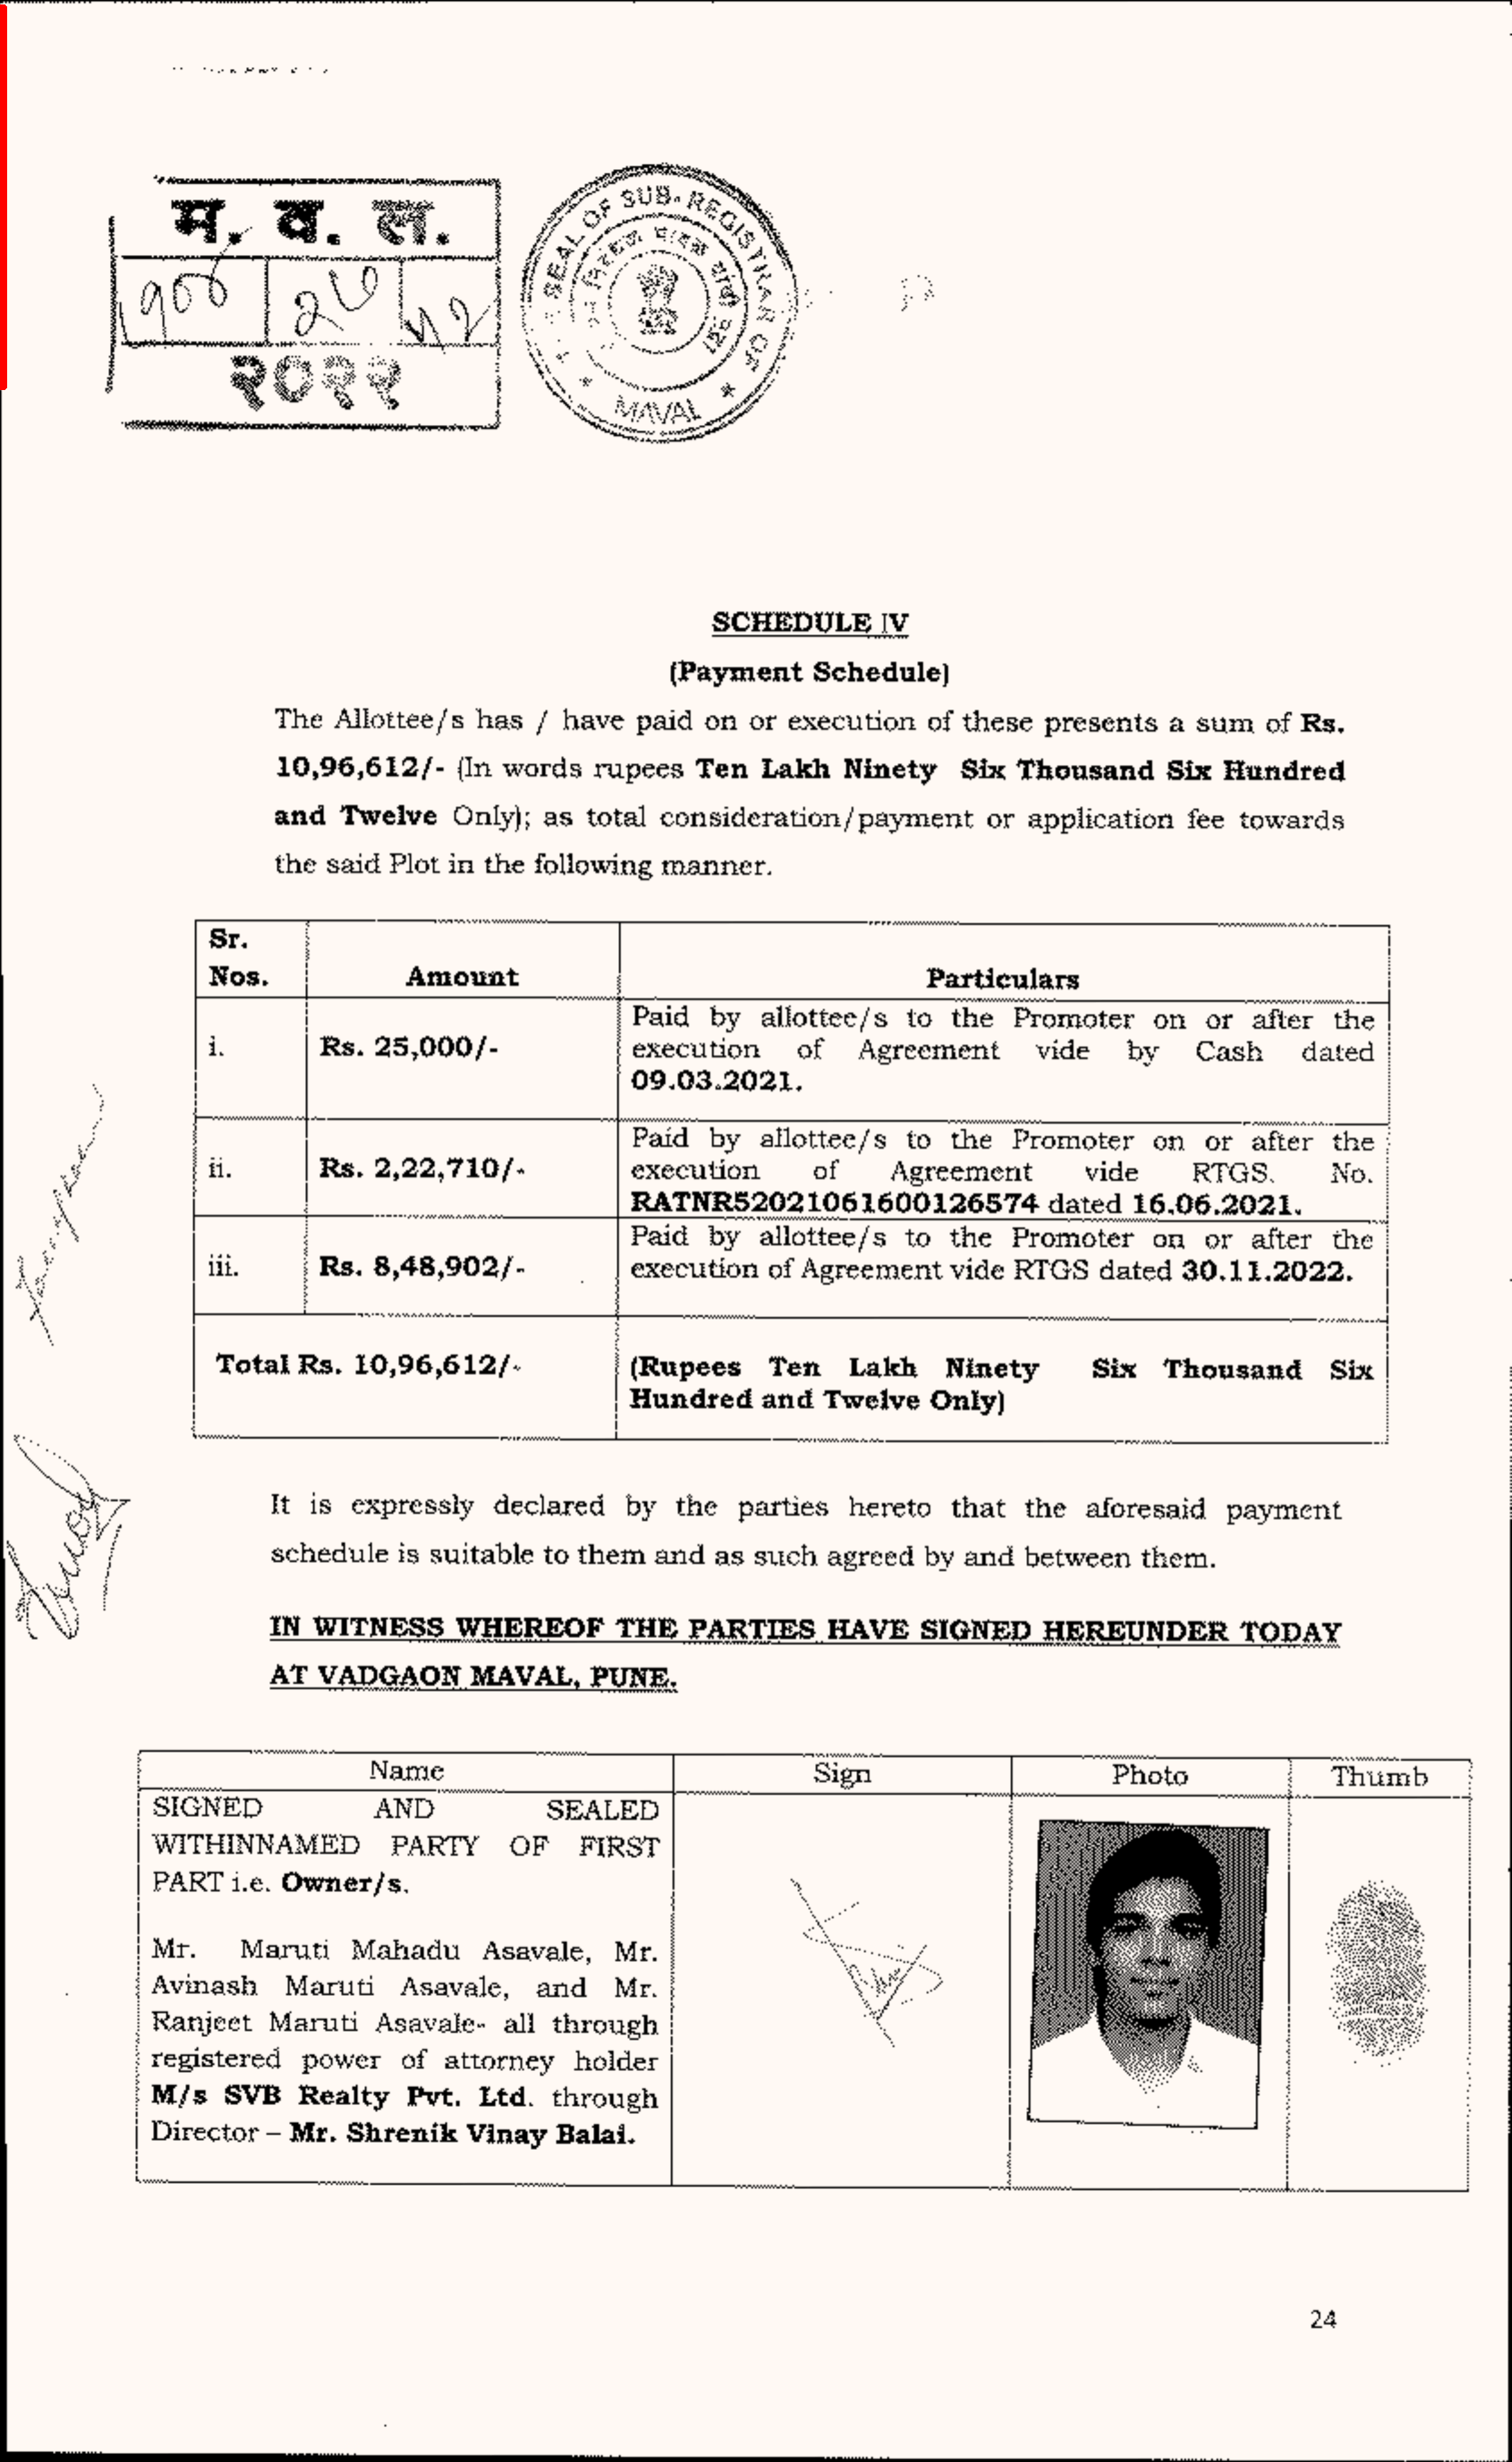 म. व. ल.
२०२२
SEAL OF SUB-REGISTRAR OF
MAVAL
SCHEDULE IV
(Payment Schedule)
The Allottee/s has / have paid on or execution of these presents a sum of Rs.
10,96,612/- (In words rupees Ten Lakh Ninety Six Thousand Six Hundred
and Twelve Only); as total consideration/payment or application fee towards
the said Plot in the following manner.
Sr.
Nos. Amount Particulars
i. Rs. 25,000/- Paid by allottee/s to the Promoter on or after the
execution of Agreement vide by Cash dated
09.03.2021.
ii. Rs. 2,22,710/- Paid by allottee/s to the Promoter on or after the
execution of Agreement vide RTGS. No.
RATNR52021061600126574 dated 16.06.2021.
iii. Rs. 8,48,902/- Paid by allottee/s to the Promoter on or after the
execution of Agreement vide RTGS dated 30.11.2022.
Total Rs. 10,96,612/- (Rupees Ten Lakh Ninety Six Thousand Six
Hundred and Twelve Only)
It is expressly declared by the parties hereto that the aforesaid payment
schedule is suitable to them and as such agreed by and between them.
IN WITNESS WHEREOF THE PARTIES HAVE SIGNED HEREUNDER TODAY
AT VADGAON MAVAL, PUNE.
Name Sign Photo Thumb
SIGNED AND SEALED
WITHINNAMED PARTY OF FIRST
PART i.e. Owner/s.
Mr. Maruti Mahadu Asavale, Mr.
Avinash Maruti Asavale, and Mr.
Ranjeet Maruti Asavale- all through
registered power of attorney holder
M/s SVB Realty Pvt. Ltd. through
Director – Mr. Shrenik Vinay Balai.
24